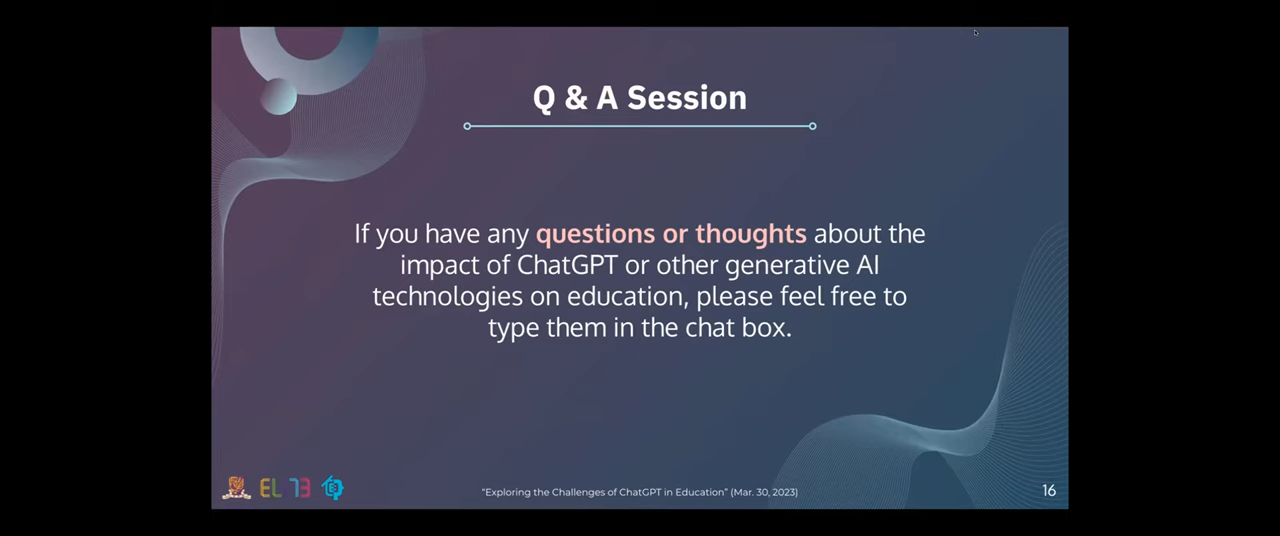 Q & A Session
If you have any questions or thoughts about the
impact of ChatGPT or other generative AI
technologies on education, please feel free to
type them in the chat box.
“Exploring the Challenges of ChatGPT in Education” (Mar. 30, 2023)
16